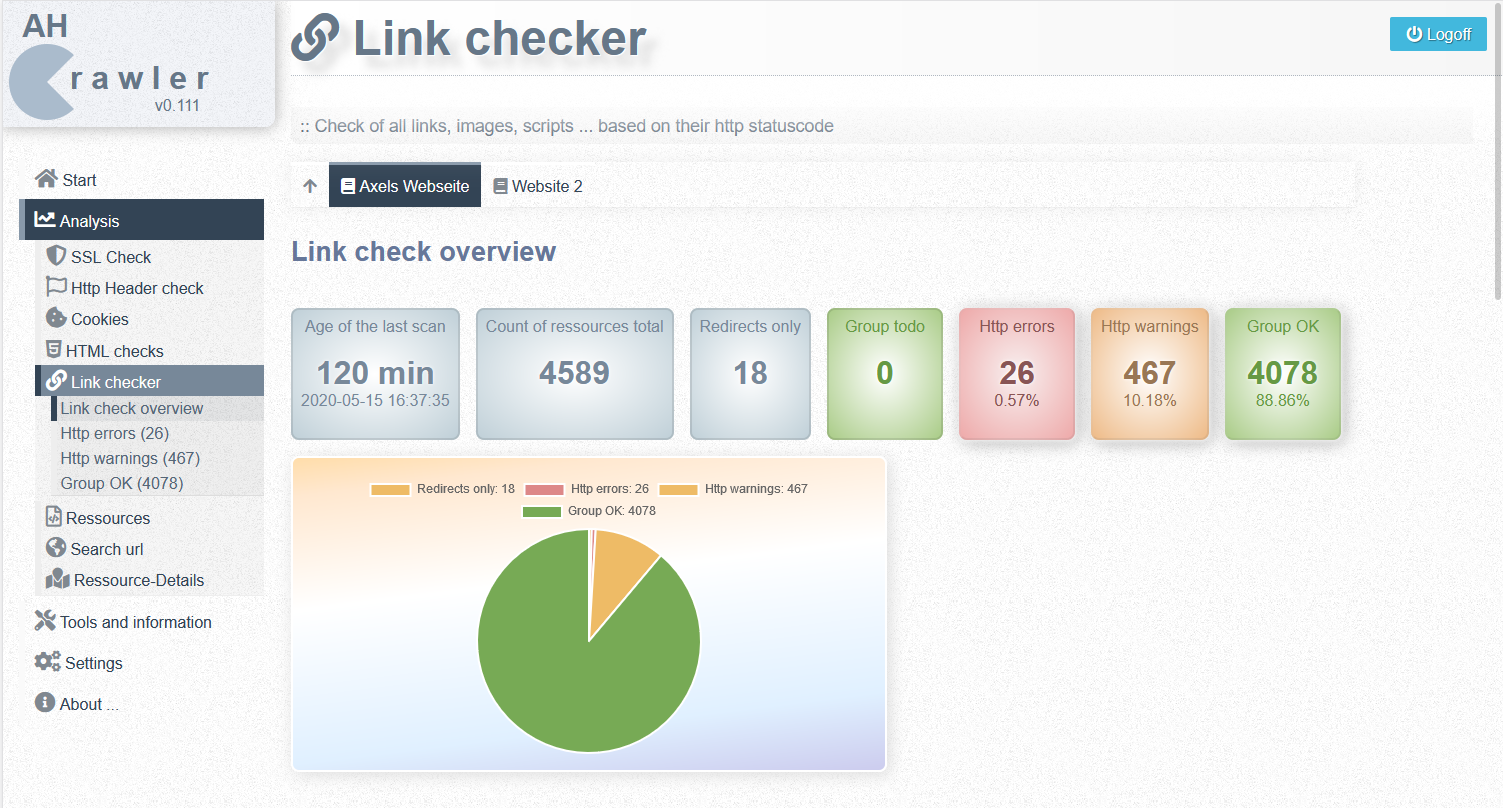 AH
rawler
v0.111
Start
Analysis
SSL Check
Http Header check
Cookies
HTML checks
Link checker
Link check overview
Http errors (26)
Http warnings (467)
Group OK (4078)
Ressources
Search url
Ressource-Details
Tools and information
Settings
About ...
Link checker
Logoff
:: Check of all links, images, scripts ... based on their http statuscode
Axels Webseite
Website 2
Link check overview
Age of the last scan
120 min
2020-05-15 16:37:35
Count of ressources total
4589
Redirects only
18
Group todo
0
Http errors
26
0.57%
Http warnings
467
10.18%
Group OK
4078
88.86%
Redirects only: 18 Http errors: 26 Http warnings: 467
Group OK: 4078